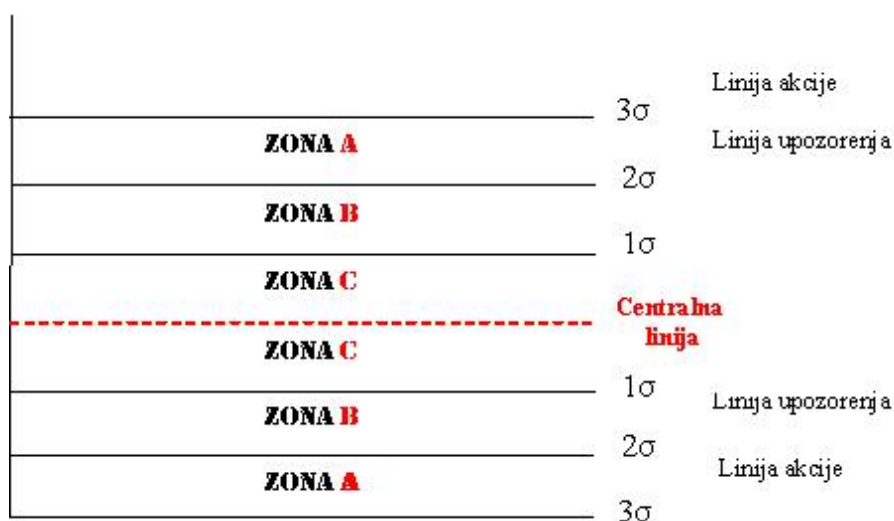 Linija akcije
3σ
ZONA A
Linija upozorenja
2σ
ZONA B
1σ
ZONA C
Centralna
linija
ZONA C
1σ
Linija upozorenja
ZONA B
2σ
Linija akcije
ZONA A
3σ